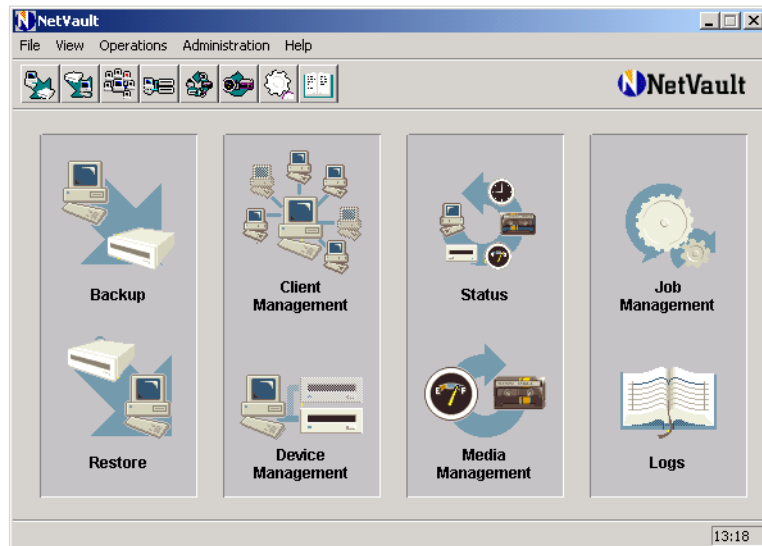 NetVault
File View Operations Administration Help
NetVault
Backup
Client
Management
Status
Job
Management
Restore
Device
Management
Media
Management
Logs
13:18